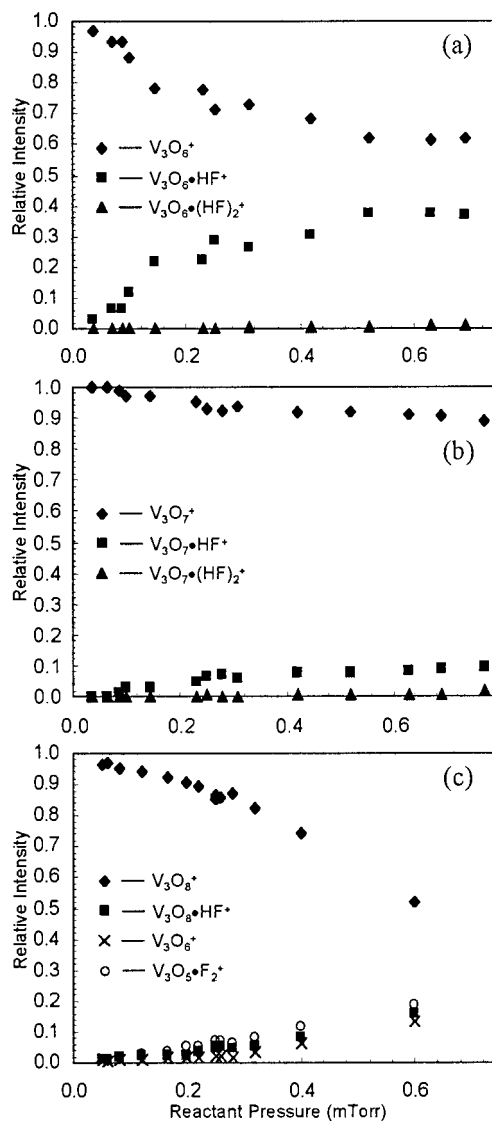 (a)
1.0
0.9
0.8
0.7
0.6
0.5
0.4
0.3
0.2
0.1
0.0
Relative Intensity
◆ — V₃O₆⁺
■ — V₃O₆•HF⁺
▲ — V₃O₆•(HF)₂⁺
0.0 0.2 0.4 0.6
(b)
1.0
0.9
0.8
0.7
0.6
0.5
0.4
0.3
0.2
0.1
0.0
Relative Intensity
◆ — V₃O₇⁺
■ — V₃O₇•HF⁺
▲ — V₃O₇•(HF)₂⁺
0.0 0.2 0.4 0.6
(c)
1.0
0.9
0.8
0.7
0.6
0.5
0.4
0.3
0.2
0.1
0.0
Relative Intensity
◆ — V₃O₈⁺
■ — V₃O₈•HF⁺
× — V₃O₆⁺
○ — V₃O₅•F₂⁺
0.0 0.2 0.4 0.6
Reactant Pressure (mTorr)